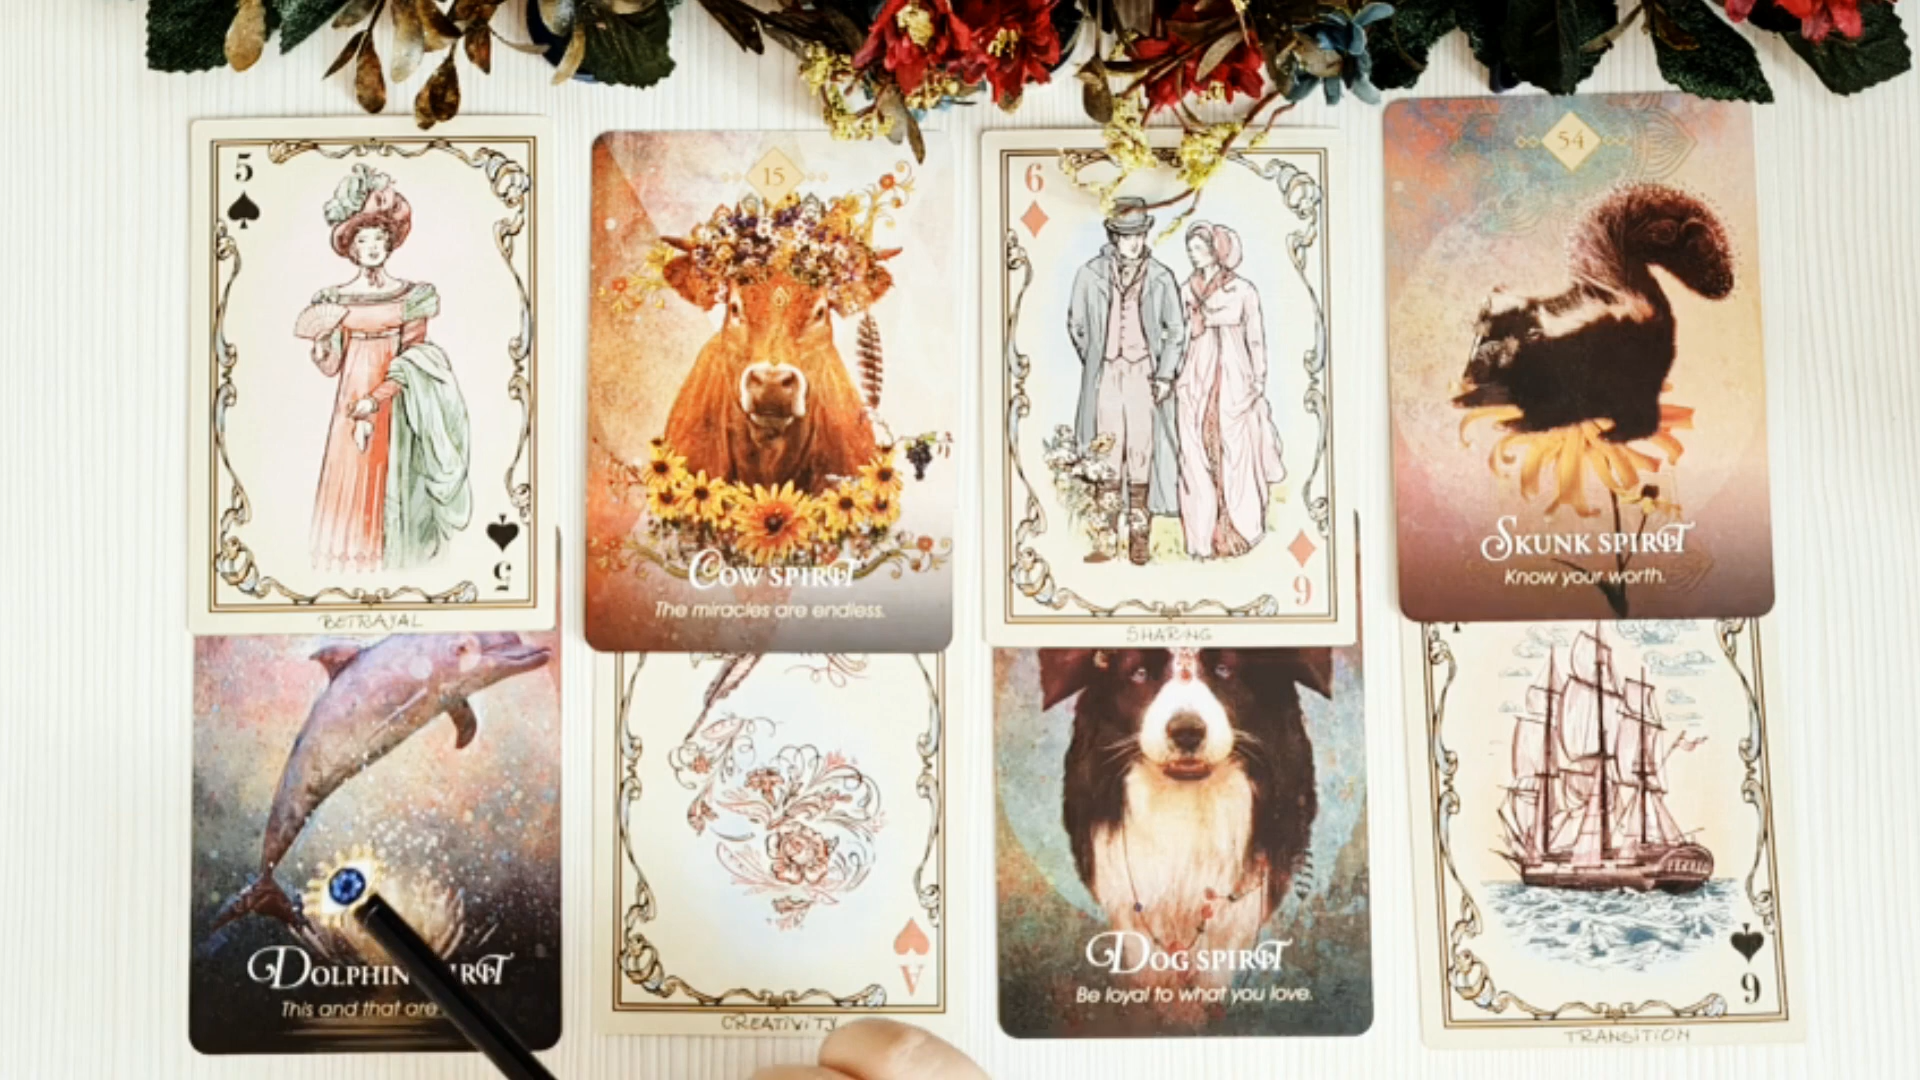 5
5
BETRAYAL
15
COW SPIRIT
The miracles are endless.
6
6
SHARING
54
SKUNK SPIRIT
Know your worth.
DOLPHIN
This and that are
A
CREATIVITY
DOG SPIRIT
Be loyal to what you love.
6
TRANSITION